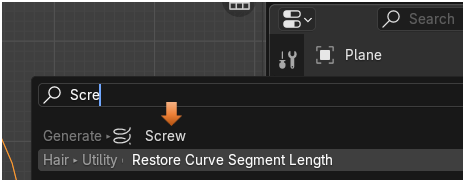 Search
Plane
Scre
Generate ▸ Screw
Hair ▸ Utility Restore Curve Segment Length